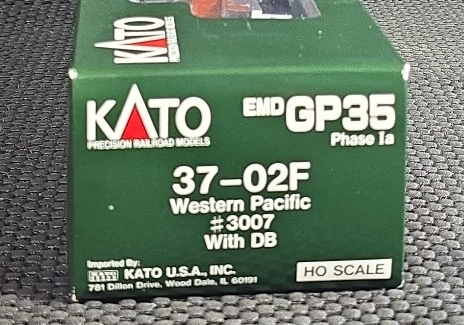 KATO
KATO
PRECISION RAILROAD MODELS
EMD GP35
Phase Ia
37-02F
Western Pacific
#3007
With DB
Imported By:
KATO U.S.A., INC.
781 Dillon Drive, Wood Dale, IL 60191
HO SCALE